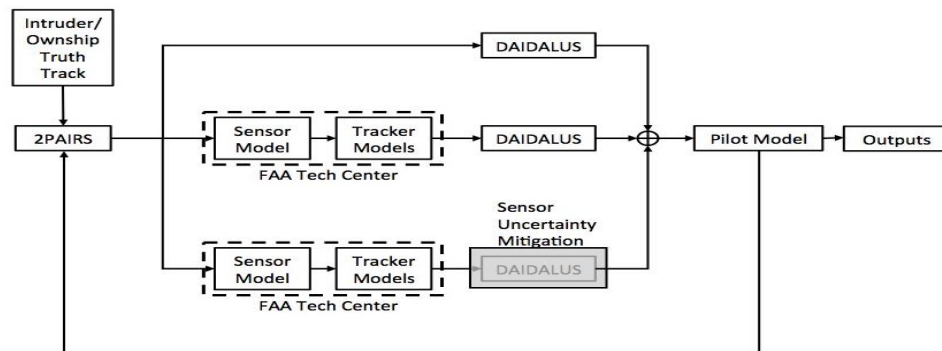 Intruder/
Ownship
Truth
Track
DAIDALUS
2PAIRS
Sensor
Model
Tracker
Models
DAIDALUS
Pilot Model
Outputs
FAA Tech Center
Sensor
Uncertainty
Mitigation
Sensor
Model
Tracker
Models
DAIDALUS
FAA Tech Center